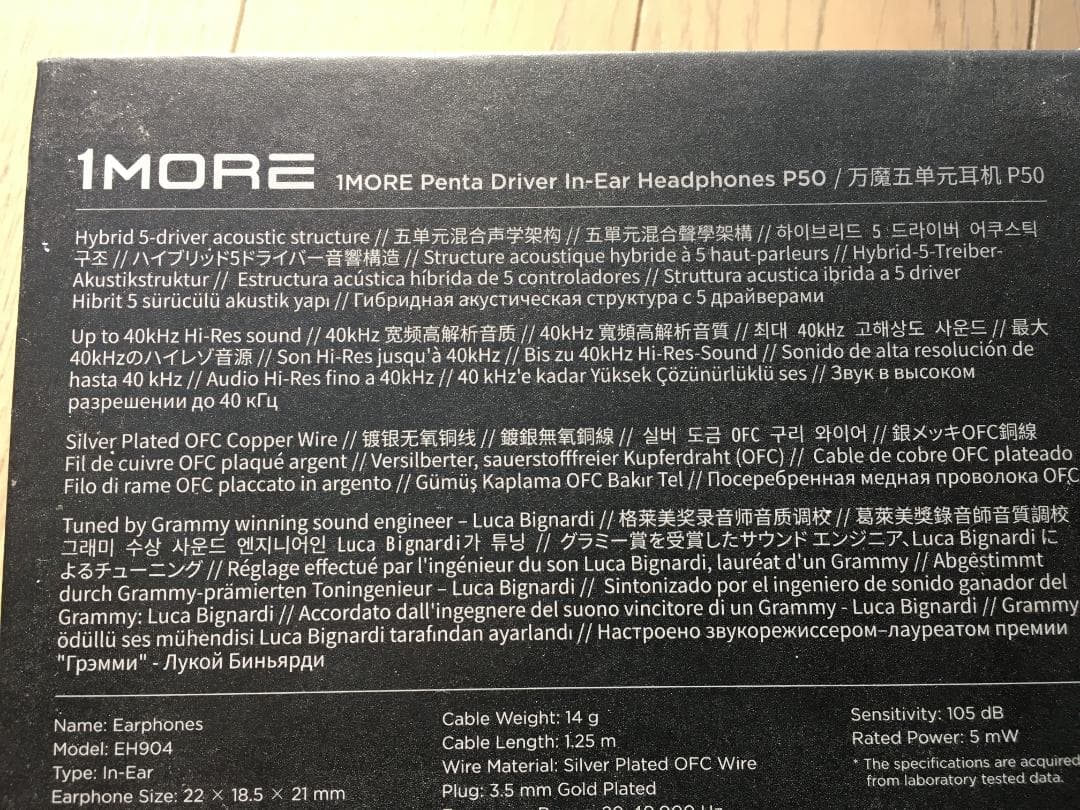 1MORE 1MORE Penta Driver In-Ear Headphones P50 / 万魔五单元耳机 P50
Hybrid 5-driver acoustic structure // 五单元混合声学架构 // 五單元混合聲學架構 // 하이브리드 5 드라이버 어쿠스틱
구조 // ハイブリッド5ドライバー音響構造 // Structure acoustique hybride à 5 haut-parleurs // Hybrid-5-Treiber-
Akustikstruktur // Estructura acústica híbrida de 5 controladores // Struttura acustica ibrida a 5 driver
Hibrit 5 sürücülü akustik yapı // Гибридная акустическая структура с 5 драйверами
Up to 40kHz Hi-Res sound // 40kHz 宽频高解析音质 // 40kHz 寬頻高解析音質 // 최대 40kHz 고해상도 사운드 // 最大
40kHzのハイレゾ音源 // Son Hi-Res jusqu'à 40kHz // Bis zu 40kHz Hi-Res-Sound // Sonido de alta resolución de
hasta 40 kHz // Audio Hi-Res fino a 40kHz // 40 kHz'e kadar Yüksek Çözünürlüklü ses // Звук в высоком
разрешении до 40 кГц
Silver Plated OFC Copper Wire // 镀银无氧铜线 // 鍍銀無氧銅線 // 실버 도금 OFC 구리 와이어 // 銀メッキOFC銅線
Fil de cuivre OFC plaqué argent // Versilberter, sauerstofffreier Kupferdraht (OFC) // Cable de cobre OFC plateado
Filo di rame OFC placcato in argento // Gümüş Kaplama OFC Bakır Tel // Посеребренная медная проволока OFC
Tuned by Grammy winning sound engineer – Luca Bignardi // 格莱美奖录音师音质调校 // 葛萊美獎錄音師音質調校
그래미 수상 사운드 엔지니어인 Luca Bignardi가 튜닝 // グラミー賞を受賞したサウンド エンジニア、Luca Bignardi に
よるチューニング // Réglage effectué par l'ingénieur du son Luca Bignardi, lauréat d'un Grammy // Abgestimmt
durch Grammy-prämierten Toningenieur – Luca Bignardi // Sintonizado por el ingeniero de sonido ganador del
Grammy: Luca Bignardi // Accordato dall'ingegnere del suono vincitore di un Grammy - Luca Bignardi // Grammy
ödüllü ses mühendisi Luca Bignardi tarafından ayarlandı // Настроено звукорежиссером–лауреатом премии
"Грэмми" - Лукой Биньярди
Name: Earphones
Model: EH904
Type: In-Ear
Earphone Size: 22 × 18.5 × 21 mm
Cable Weight: 14 g
Cable Length: 1.25 m
Wire Material: Silver Plated OFC Wire
Plug: 3.5 mm Gold Plated
Sensitivity: 105 dB
Rated Power: 5 mW
* The specifications are acquired
from laboratory tested data.